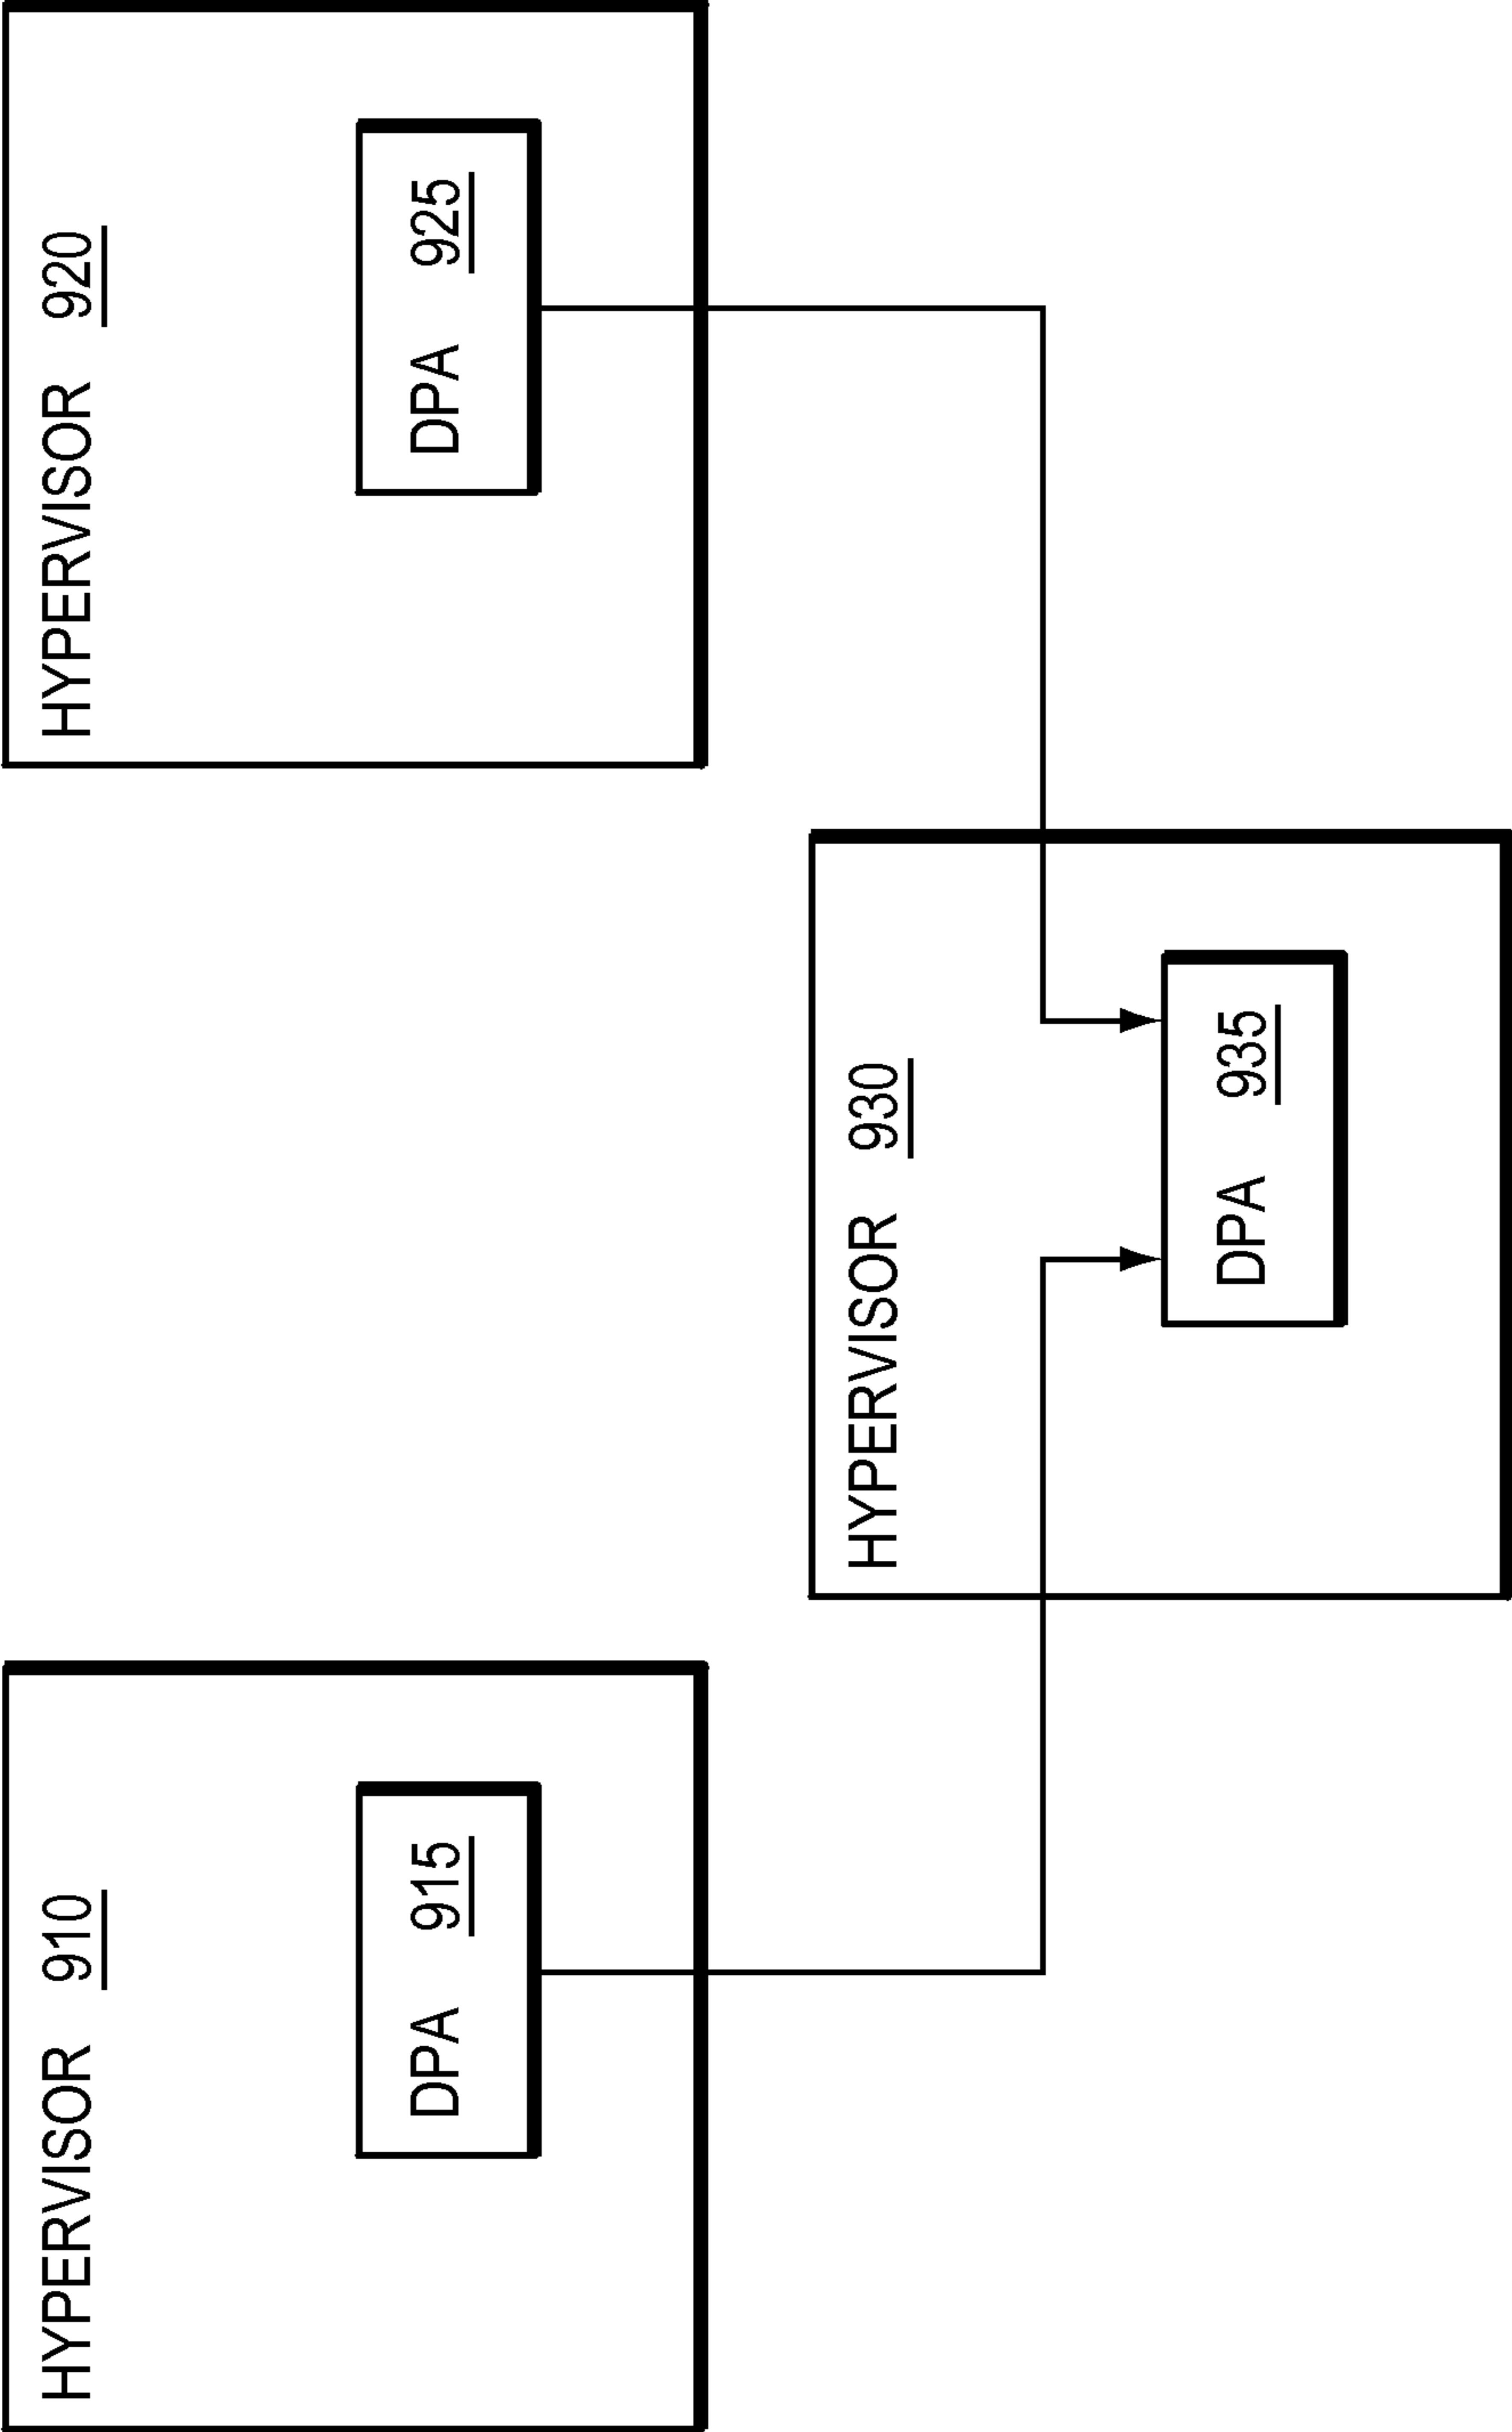 HYPERVISOR 910
DPA 915
HYPERVISOR 920
DPA 925
HYPERVISOR 930
DPA 935